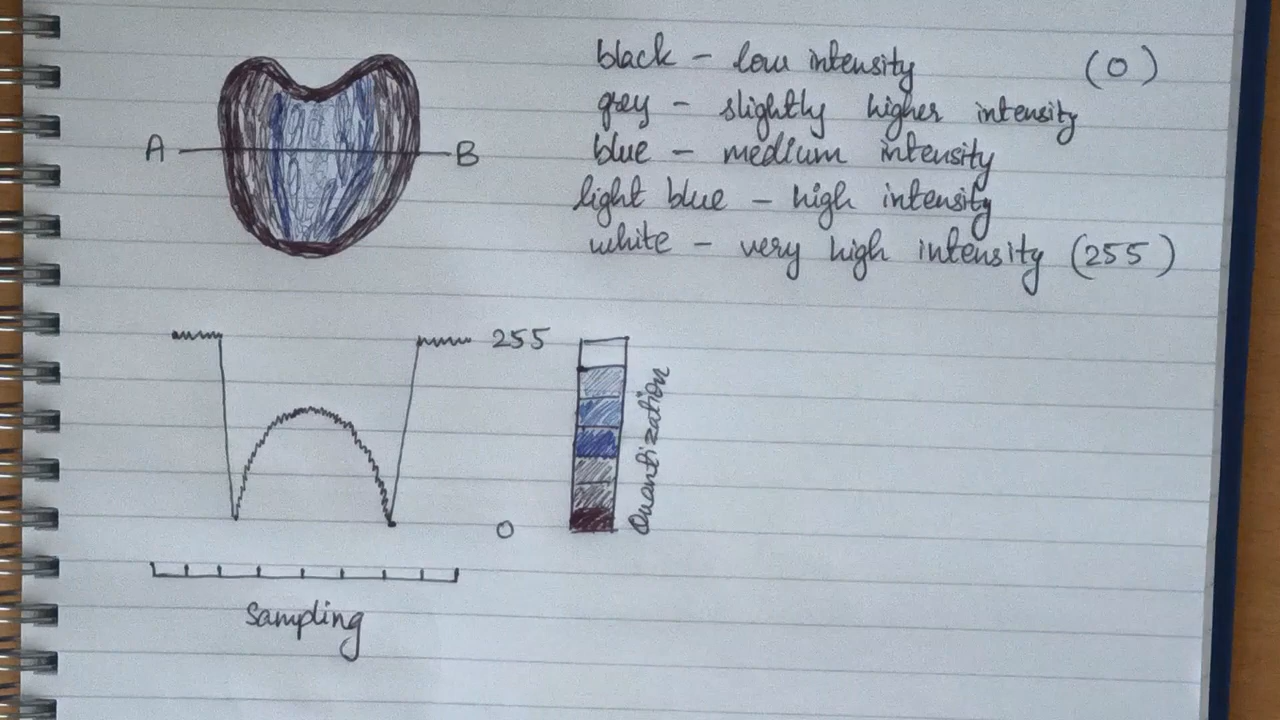 black - low intensity (0)
grey - slightly higher intensity
blue - medium intensity
light blue - high intensity
white - very high intensity (255)
A B
255
0
Quantization
Sampling